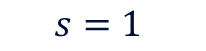 s = 1